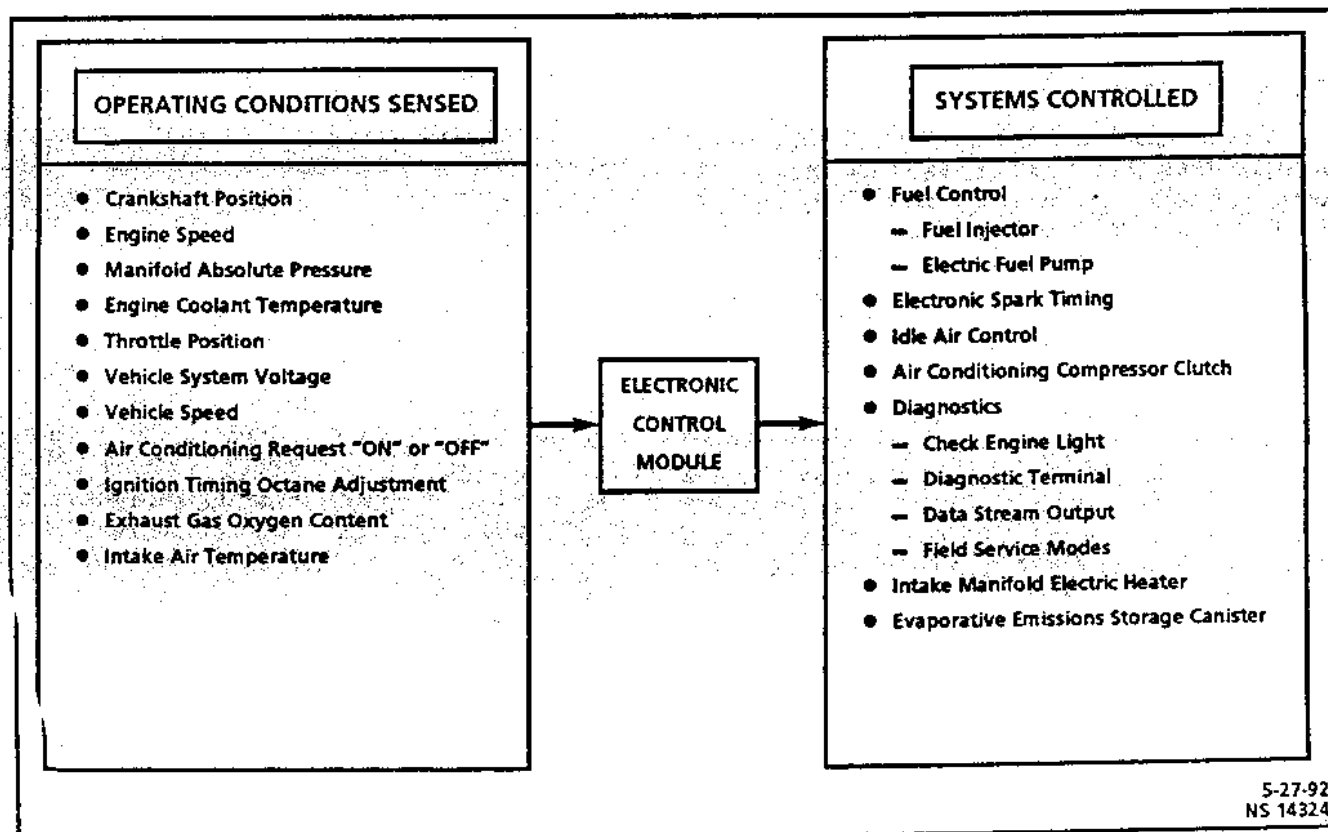 OPERATING CONDITIONS SENSED
● Crankshaft Position
● Engine Speed
● Manifold Absolute Pressure
● Engine Coolant Temperature
● Throttle Position
● Vehicle System Voltage
● Vehicle Speed
● Air Conditioning Request "ON" or "OFF"
● Ignition Timing Octane Adjustment
● Exhaust Gas Oxygen Content
● Intake Air Temperature
ELECTRONIC
CONTROL
MODULE
SYSTEMS CONTROLLED
● Fuel Control
– Fuel Injector
– Electric Fuel Pump
● Electronic Spark Timing
● Idle Air Control
● Air Conditioning Compressor Clutch
● Diagnostics
– Check Engine Light
– Diagnostic Terminal
– Data Stream Output
– Field Service Modes
● Intake Manifold Electric Heater
● Evaporative Emissions Storage Canister
5-27-92
NS 14324